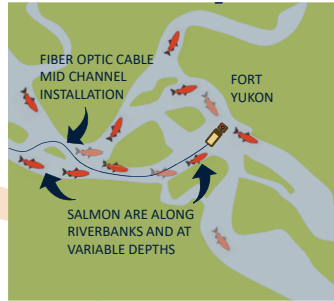 FIBER OPTIC CABLE
MID CHANNEL
INSTALLATION
FORT
YUKON
SALMON ARE ALONG
RIVERBANKS AND AT
VARIABLE DEPTHS